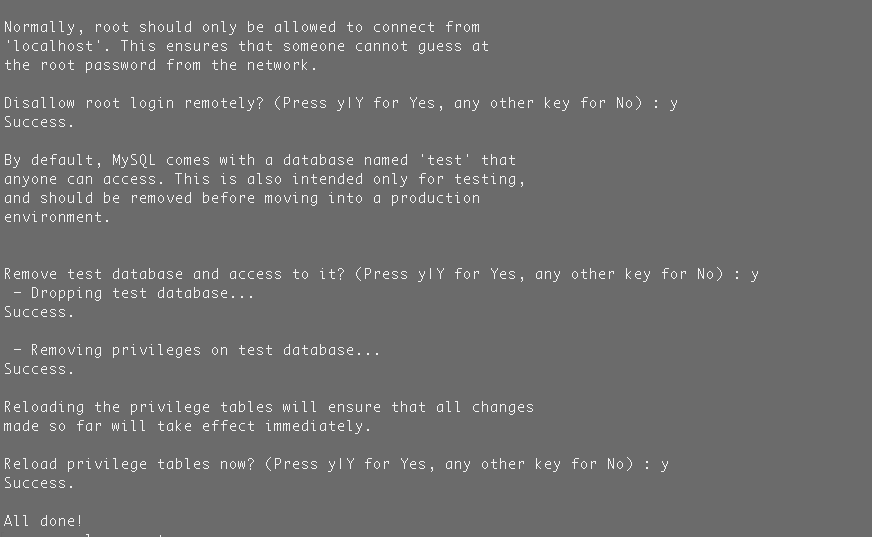 Normally, root should only be allowed to connect from
'localhost'. This ensures that someone cannot guess at
the root password from the network.
Disallow root login remotely? (Press y|Y for Yes, any other key for No) : y
Success.
By default, MySQL comes with a database named 'test' that
anyone can access. This is also intended only for testing,
and should be removed before moving into a production
environment.
Remove test database and access to it? (Press y|Y for Yes, any other key for No) : y
- Dropping test database...
Success.
- Removing privileges on test database...
Success.
Reloading the privilege tables will ensure that all changes
made so far will take effect immediately.
Reload privilege tables now? (Press y|Y for Yes, any other key for No) : y
Success.
All done!